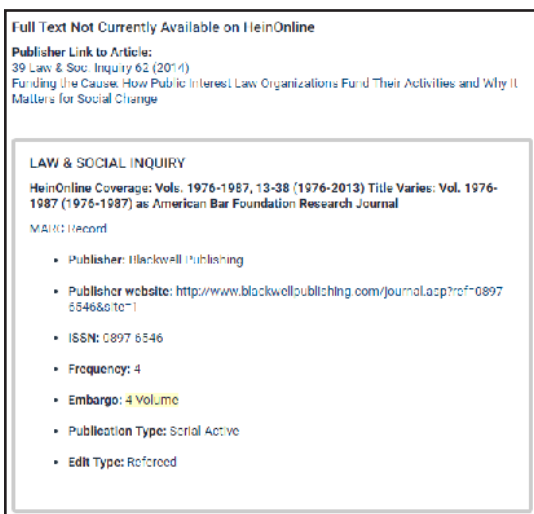 Full Text Not Currently Available on HeinOnline
Publisher Link to Article:
39 Law & Soc. Inquiry 62 (2014)
Funding the Cause: How Public Interest Law Organizations Fund Their Activities and Why It
Matters for Social Change
LAW & SOCIAL INQUIRY
HeinOnline Coverage: Vols. 1976-1987, 13-38 (1976-2013) Title Varies: Vol. 1976-
1987 (1976-1987) as American Bar Foundation Research Journal
MARC Record
• Publisher: Blackwell Publishing
• Publisher website: http://www.blackwellpublishing.com/journal.asp?ref=0897
6546&site=1
• ISSN: 0897 6546
• Frequency: 4
• Embargo: 4 Volume
• Publication Type: Serial Active
• Edit Type: Refereed